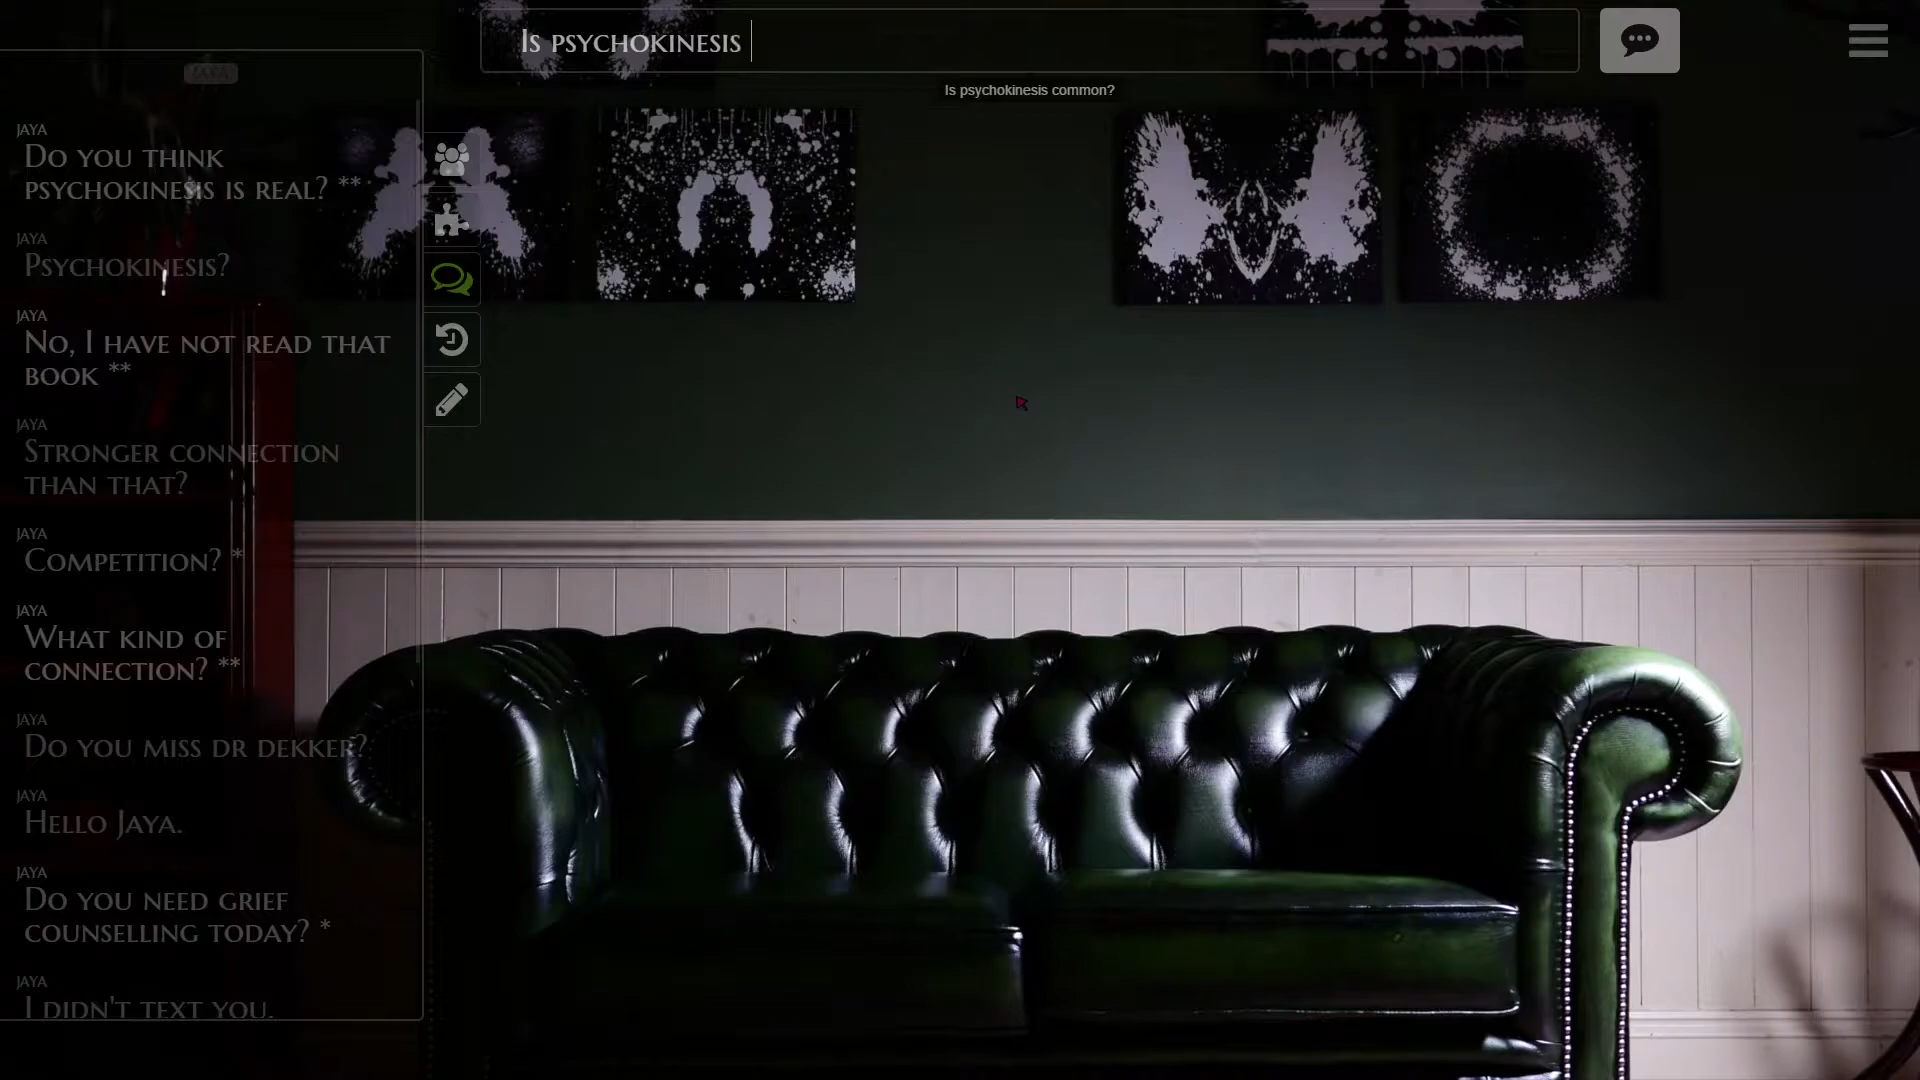 Is psychokinesis
Is psychokinesis common?
JAYA
JAYA
Do you think
psychokinesis is real? **
JAYA
Psychokinesis?
JAYA
No, I have not read that
book **
JAYA
Stronger connection
than that?
JAYA
Competition? *
JAYA
What kind of
connection? **
JAYA
Do you miss Dr Dekker?
JAYA
Hello Jaya.
JAYA
Do you need grief
counselling today? *
JAYA
I didn't text you.